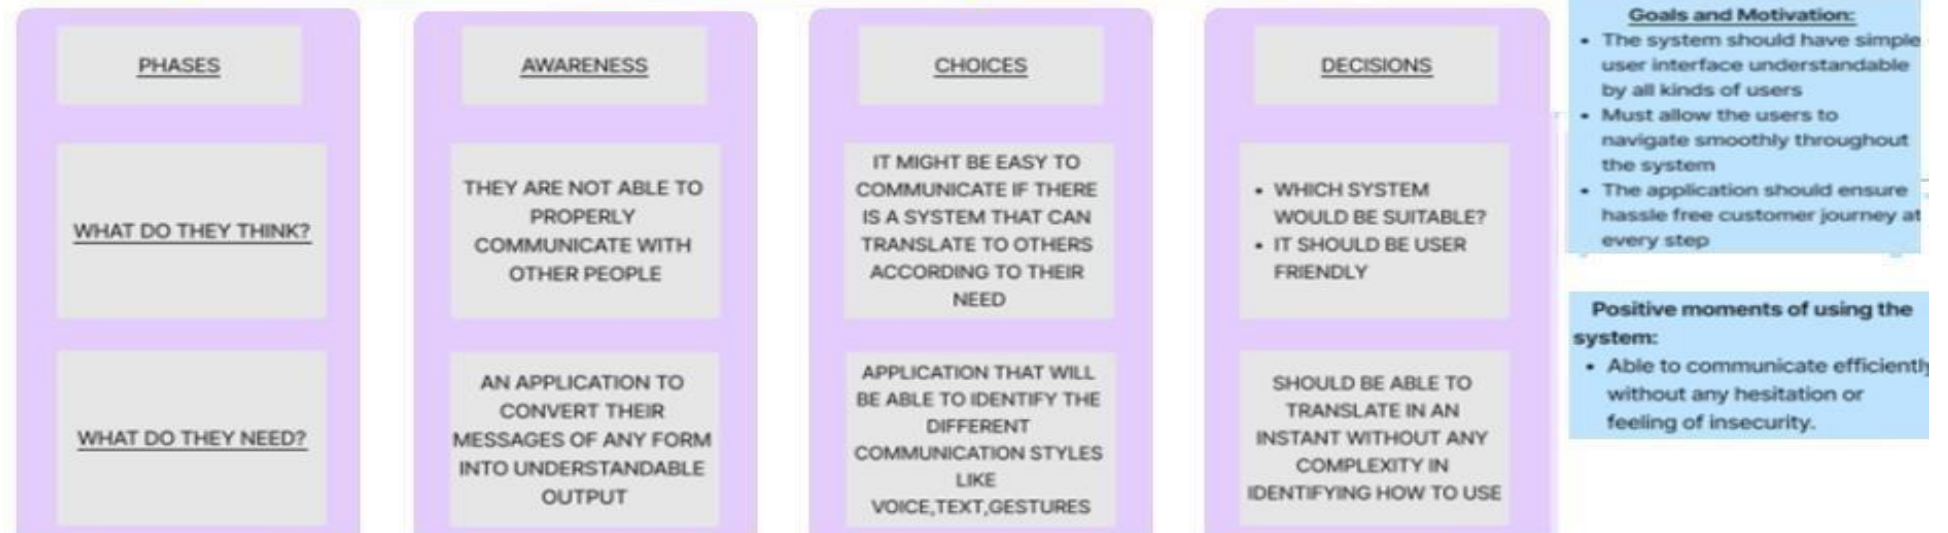 PHASES
AWARENESS
CHOICES
DECISIONS
WHAT DO THEY THINK?
THEY ARE NOT ABLE TO
PROPERLY
COMMUNICATE WITH
OTHER PEOPLE
IT MIGHT BE EASY TO
COMMUNICATE IF THERE
IS A SYSTEM THAT CAN
TRANSLATE TO OTHERS
ACCORDING TO THEIR
NEED
• WHICH SYSTEM
WOULD BE SUITABLE?
• IT SHOULD BE USER
FRIENDLY
WHAT DO THEY NEED?
AN APPLICATION TO
CONVERT THEIR
MESSAGES OF ANY FORM
INTO UNDERSTANDABLE
OUTPUT
APPLICATION THAT WILL
BE ABLE TO IDENTIFY THE
DIFFERENT
COMMUNICATION STYLES
LIKE
VOICE,TEXT,GESTURES
SHOULD BE ABLE TO
TRANSLATE IN AN
INSTANT WITHOUT ANY
COMPLEXITY IN
IDENTIFYING HOW TO USE
Goals and Motivation:
• The system should have simple
user interface understandable
by all kinds of users
• Must allow the users to
navigate smoothly throughout
the system
• The application should ensure
hassle free customer journey at
every step
Positive moments of using the
system:
• Able to communicate efficiently
without any hesitation or
feeling of insecurity.